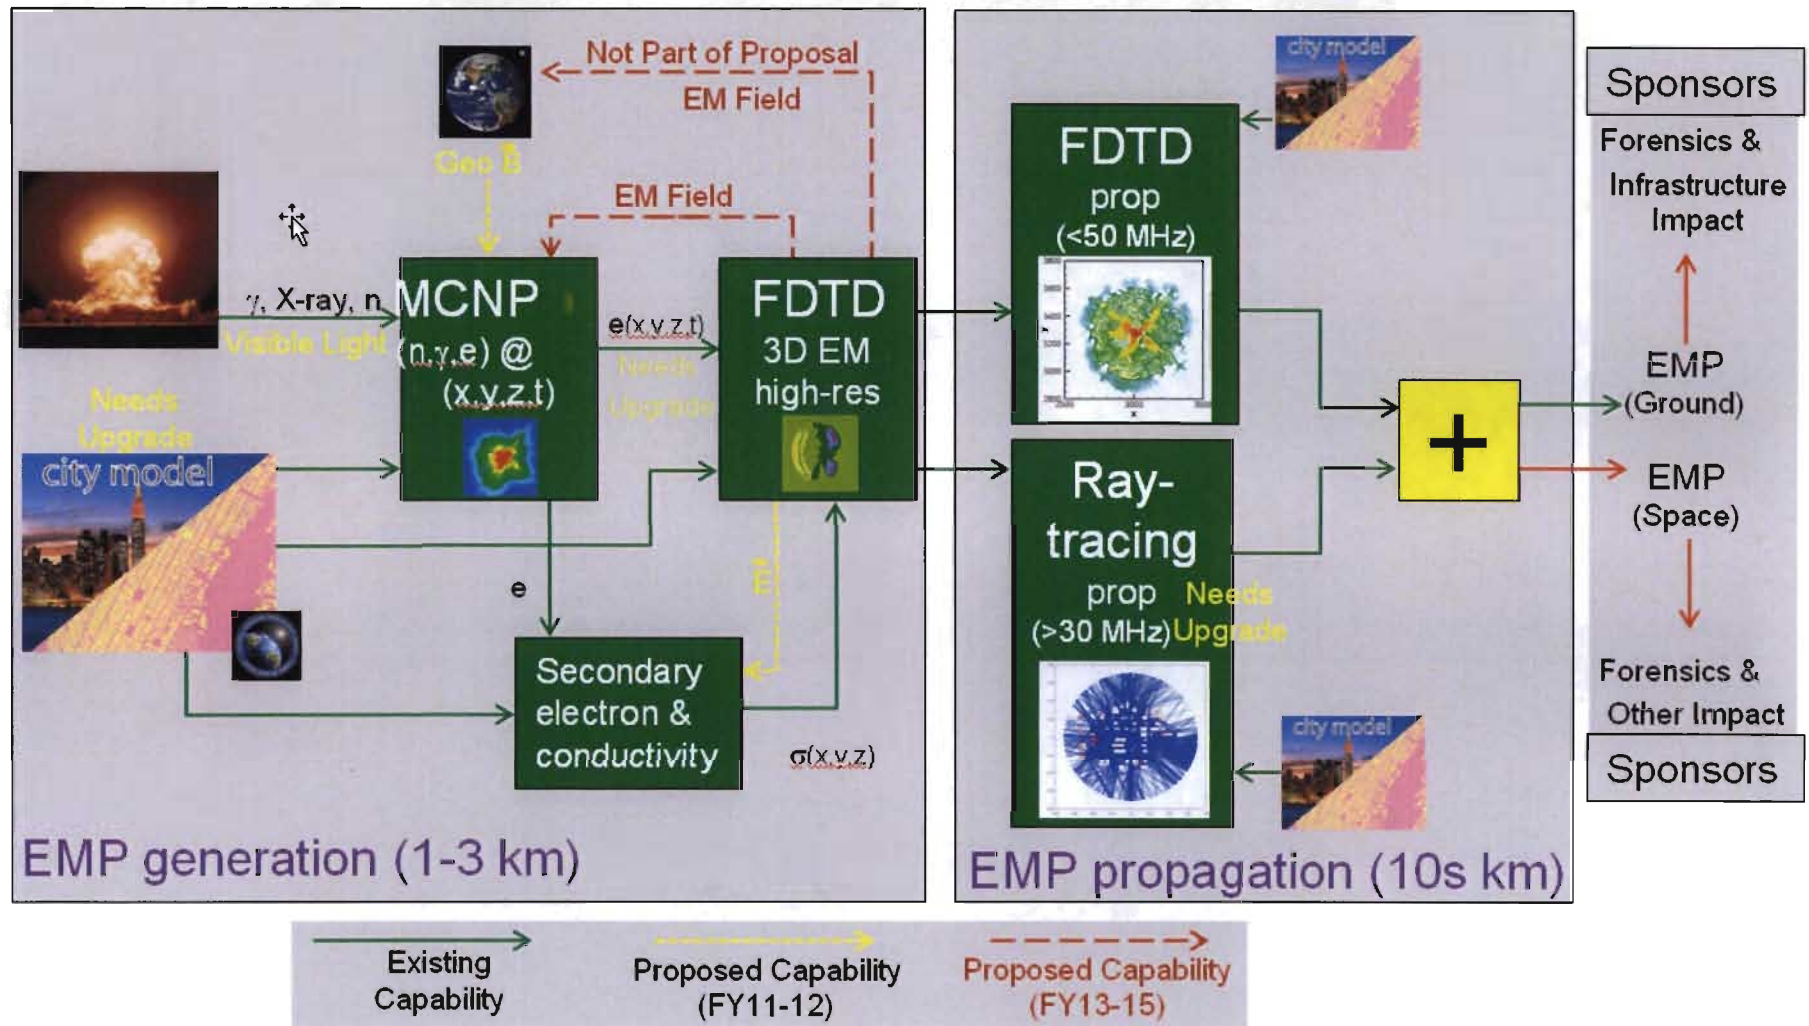 Not Part of Proposal
EM Field
Geo B
EM Field
γ, X-ray, n
Visible Light
MCNP
(n,γ,e) @
(x,y,z,t)
e(x,y,z,t)
Needs
Upgrade
FDTD
3D EM
high-res
Needs
Upgrade
city model
e
E
Secondary
electron &
conductivity
σ(x,y,z)
EMP generation (1-3 km)
FDTD
prop
(<50 MHz)
city model
Ray-
tracing
prop
(>30 MHz)
Needs
Upgrade
city model
+
EMP propagation (10s km)
Sponsors
Forensics &
Infrastructure
Impact
EMP
(Ground)
EMP
(Space)
Forensics &
Other Impact
Sponsors
Existing
Capability
Proposed Capability
(FY11-12)
Proposed Capability
(FY13-15)